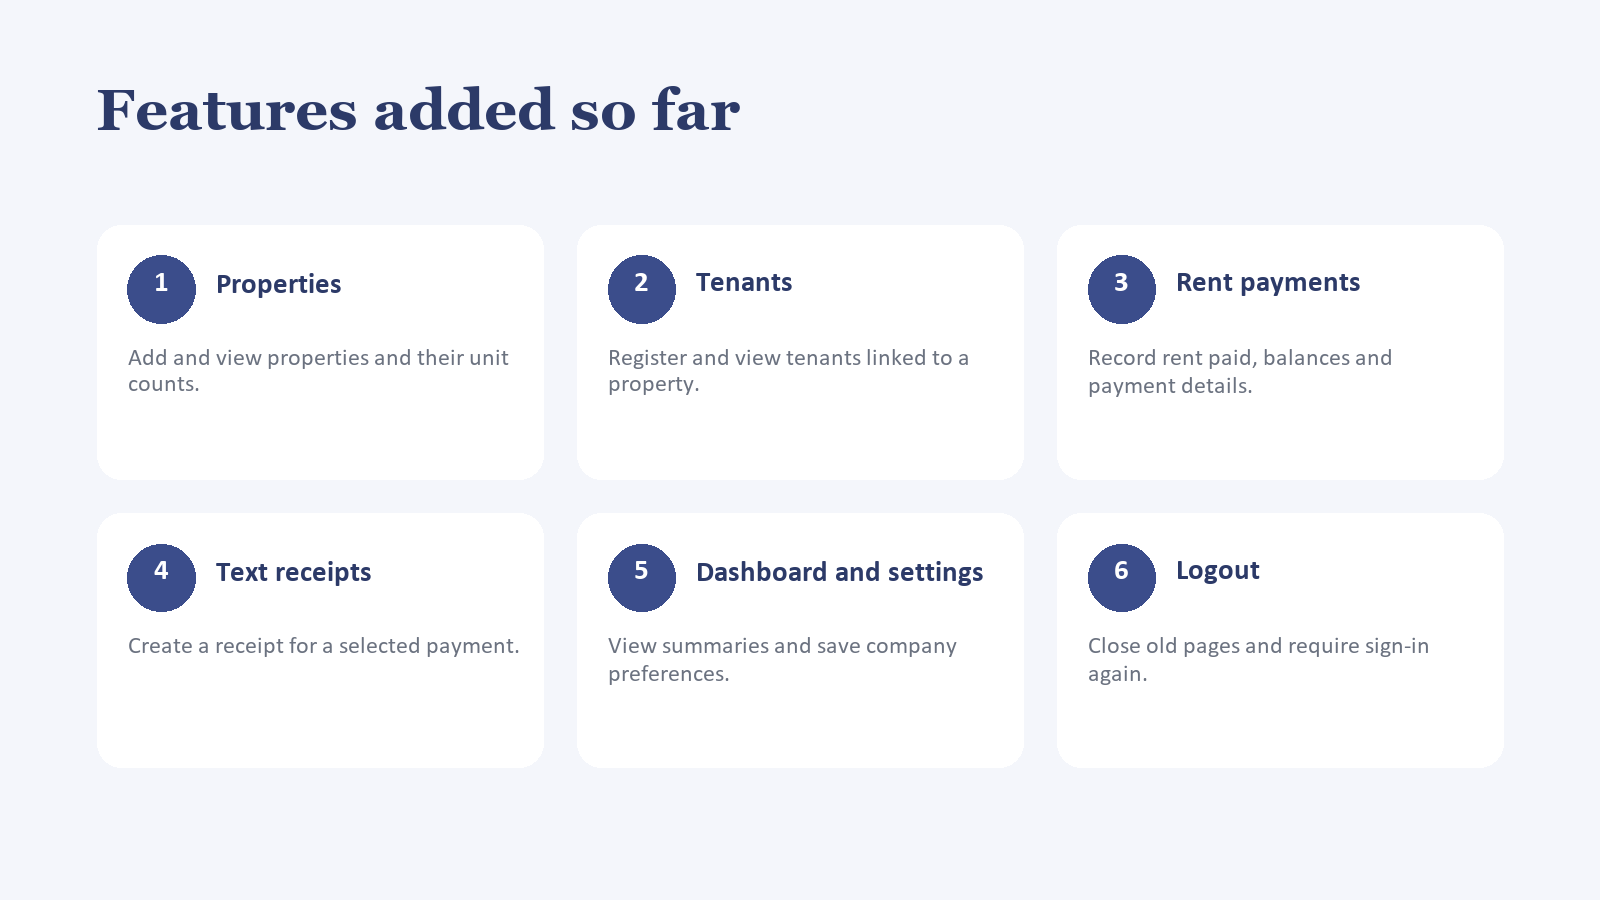 Features added so far
1 Properties
Add and view properties and their unit
counts.
2 Tenants
Register and view tenants linked to a
property.
3 Rent payments
Record rent paid, balances and
payment details.
4 Text receipts
Create a receipt for a selected payment.
5 Dashboard and settings
View summaries and save company
preferences.
6 Logout
Close old pages and require sign-in
again.